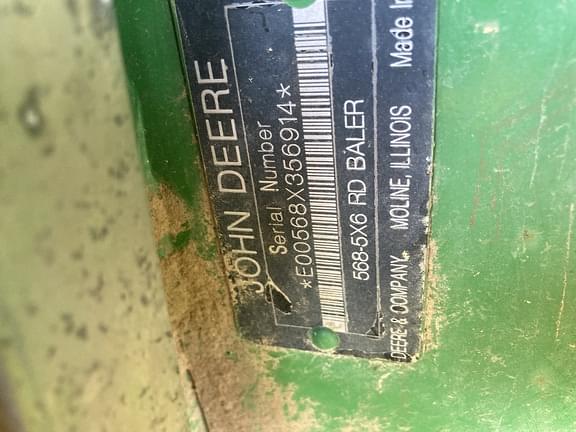 JOHN DEERE
Serial Number
*E00568X356914*
568-5X6 RD BALER
DEERE & COMPANY MOLINE, ILLINOIS Made In